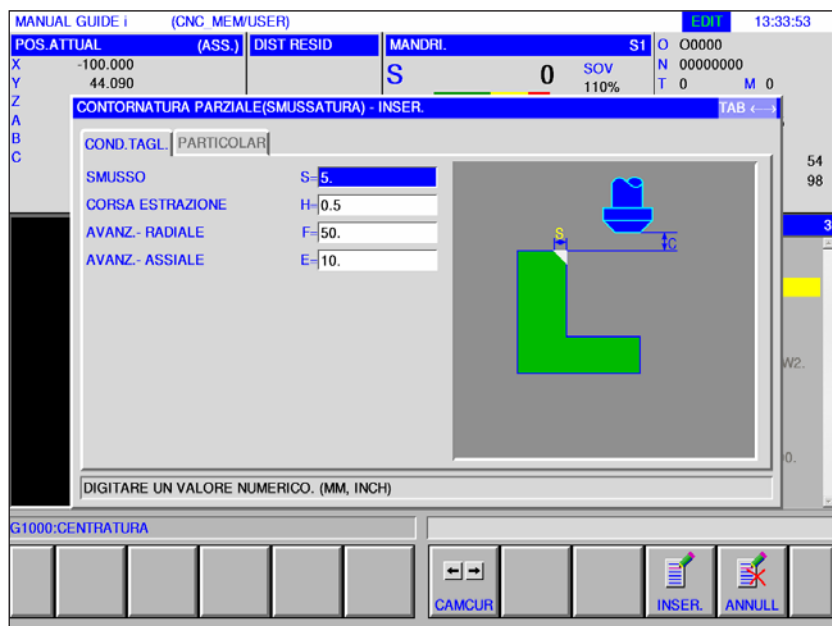 MANUAL GUIDE i (CNC_MEM/USER) EDIT 13:33:53
POS.ATTUAL (ASS.) DIST RESID MANDRI. S1 O O0000
X -100.000 N 00000000
Y 44.090 S 0 SOV 110% T 0 M 0
Z
A
B
C
54
98
CONTORNATURA PARZIALE(SMUSSATURA) - INSER. TAB ←→
COND.TAGL. PARTICOLAR
SMUSSO S=5.
CORSA ESTRAZIONE H=0.5
AVANZ.- RADIALE F=50.
AVANZ.- ASSIALE E=10.
S
C
3
W2.
0.
DIGITARE UN VALORE NUMERICO. (MM, INCH)
G1000:CENTRATURA
←→
CAMCUR INSER. ANNULL